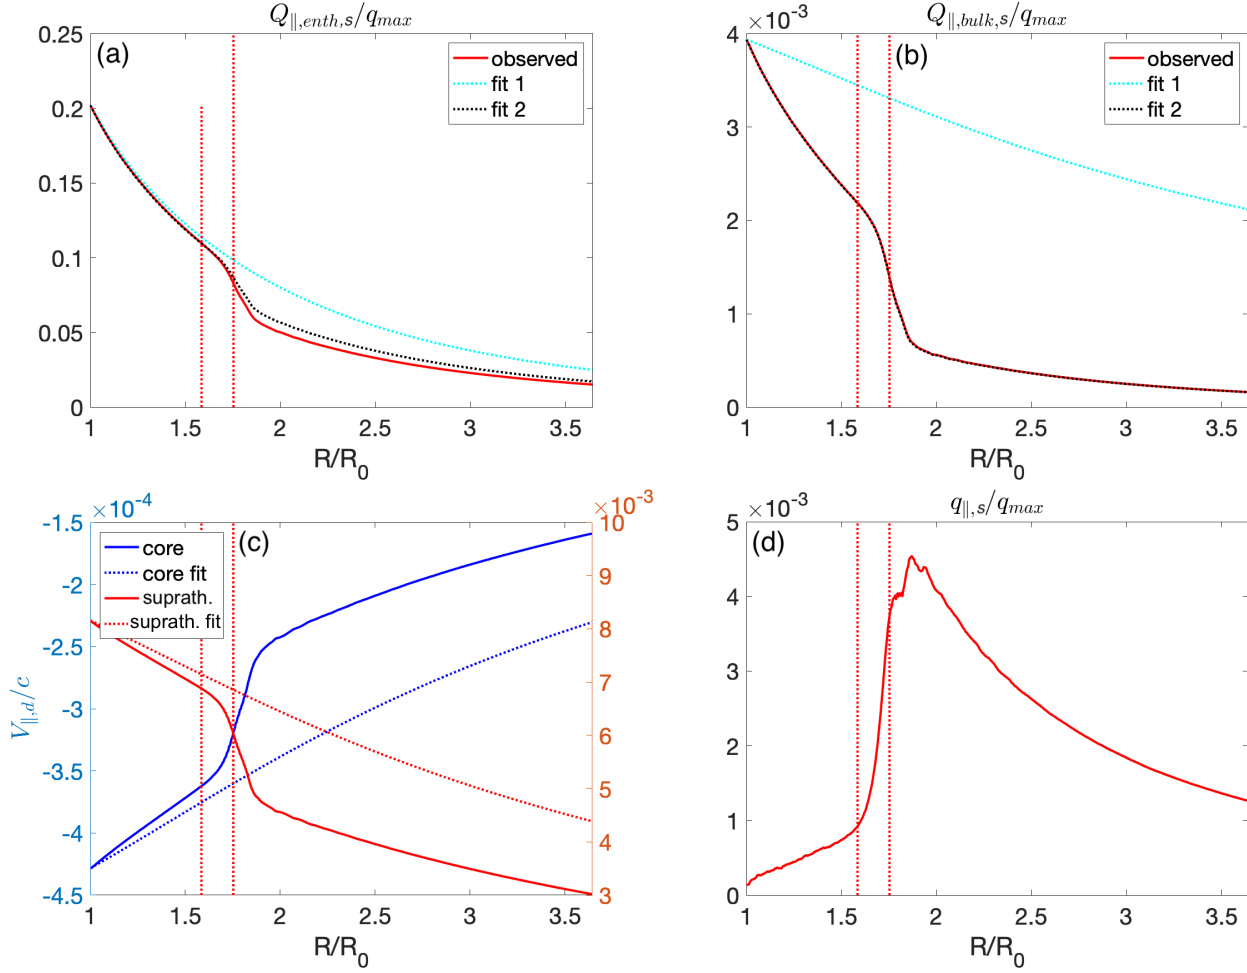 Q∥,enth,s/qmax
(a)
observed
fit 1
fit 2
0.25
0.2
0.15
0.1
0.05
0
1 1.5 2 2.5 3 3.5
R/R0
Q∥,bulk,s/qmax
×10-3
(b)
observed
fit 1
fit 2
4
3
2
1
0
1 1.5 2 2.5 3 3.5
R/R0
×10-4
×10-3
(c)
core
core fit
suprath.
suprath. fit
V∥,d/c
-1.5
-2
-2.5
-3
-3.5
-4
-4.5
10
9
8
7
6
5
4
3
1 1.5 2 2.5 3 3.5
R/R0
q∥,s/qmax
×10-3
(d)
5
4
3
2
1
0
1 1.5 2 2.5 3 3.5
R/R0